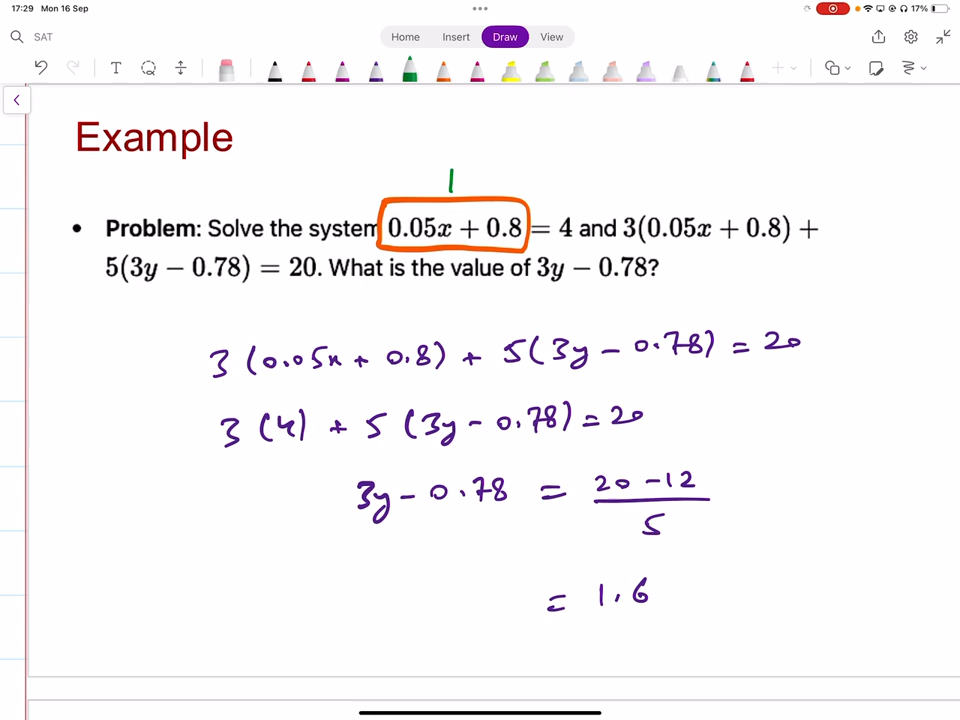 17:29 Mon 16 Sep
17%
SAT
Home Insert Draw View
T
Example
1
• Problem: Solve the system 0.05x + 0.8 = 4 and 3(0.05x + 0.8) +
5(3y − 0.78) = 20. What is the value of 3y − 0.78?
3 (0.05x + 0.8) + 5(3y − 0.78) = 20
3 (4) + 5 (3y − 0.78) = 20
3y − 0.78 = 20 − 12
5
= 1.6